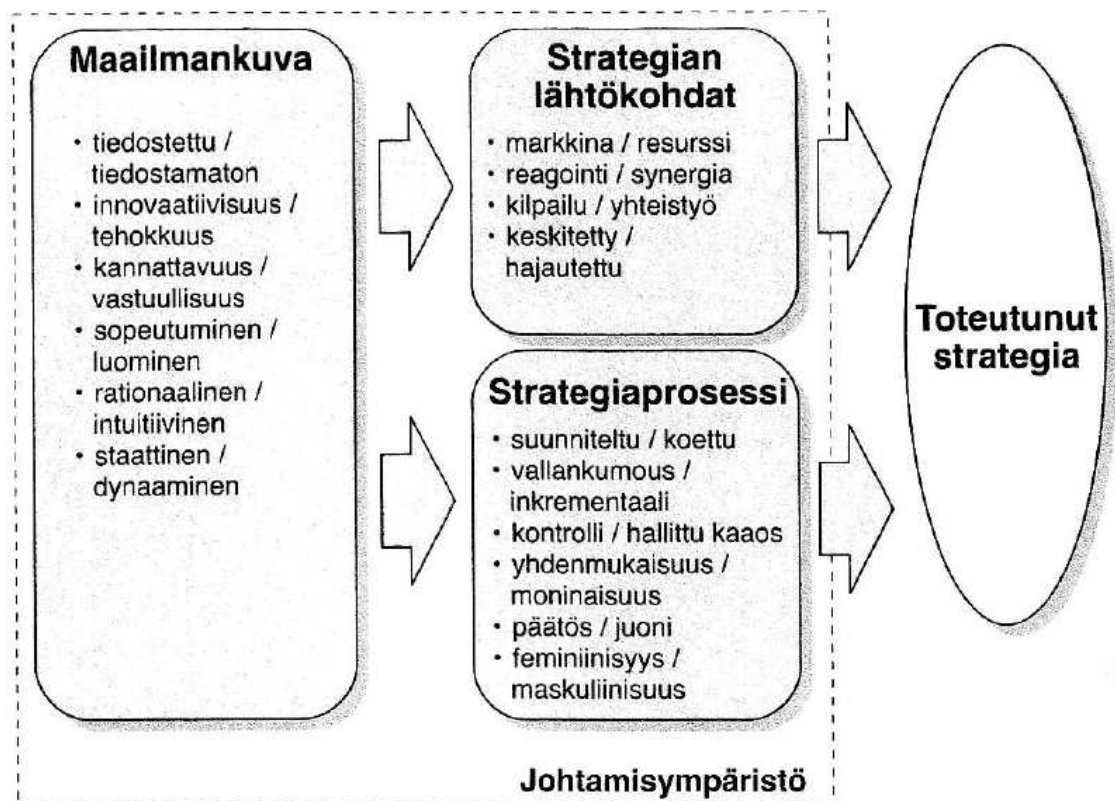 Maailmankuva
• tiedostettu /
tiedostamaton
• innovaatiivisuus /
tehokkuus
• kannattavuus /
vastuullisuus
• sopeutuminen /
luominen
• rationaalinen /
intuitiivinen
• staattinen /
dynaaminen
Strategian
lähtökohdat
• markkina / resurssi
• reagointi / synergia
• kilpailu / yhteistyö
• keskitetty /
hajautettu
Strategiaprosessi
• suunniteltu / koettu
• vallankumous /
inkrementaali
• kontrolli / hallittu kaaos
• yhdenmukaisuus /
moninaisuus
• päätös / juoni
• feminiinisyys /
maskuliinisuus
Toteutunut
strategia
Johtamisympäristö